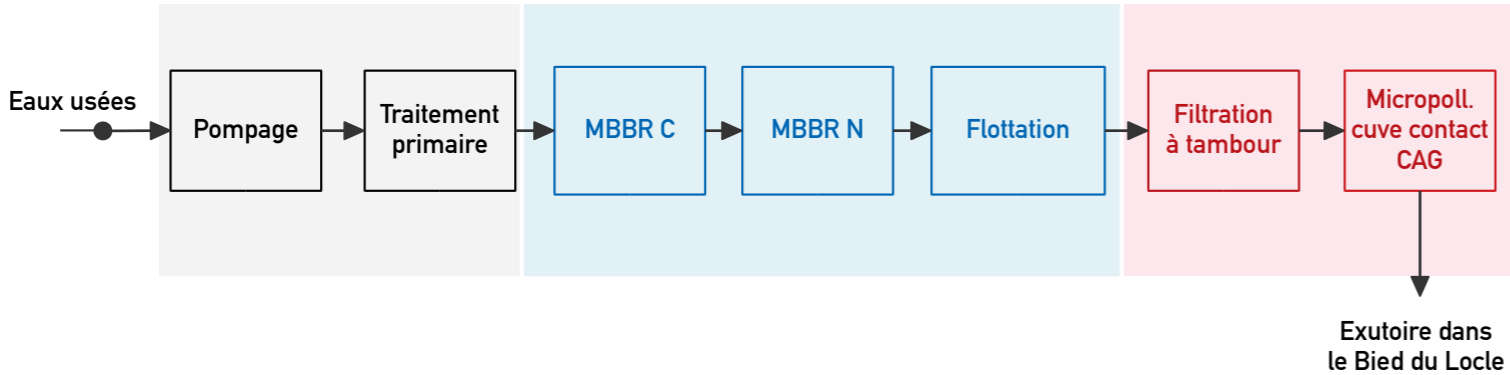 Eaux usées
Pompage
Traitement
primaire
MBBR C
MBBR N
Flottation
Filtration
à tambour
Micropoll.
cuve contact
CAG
Exutoire dans
le Bied du Locle